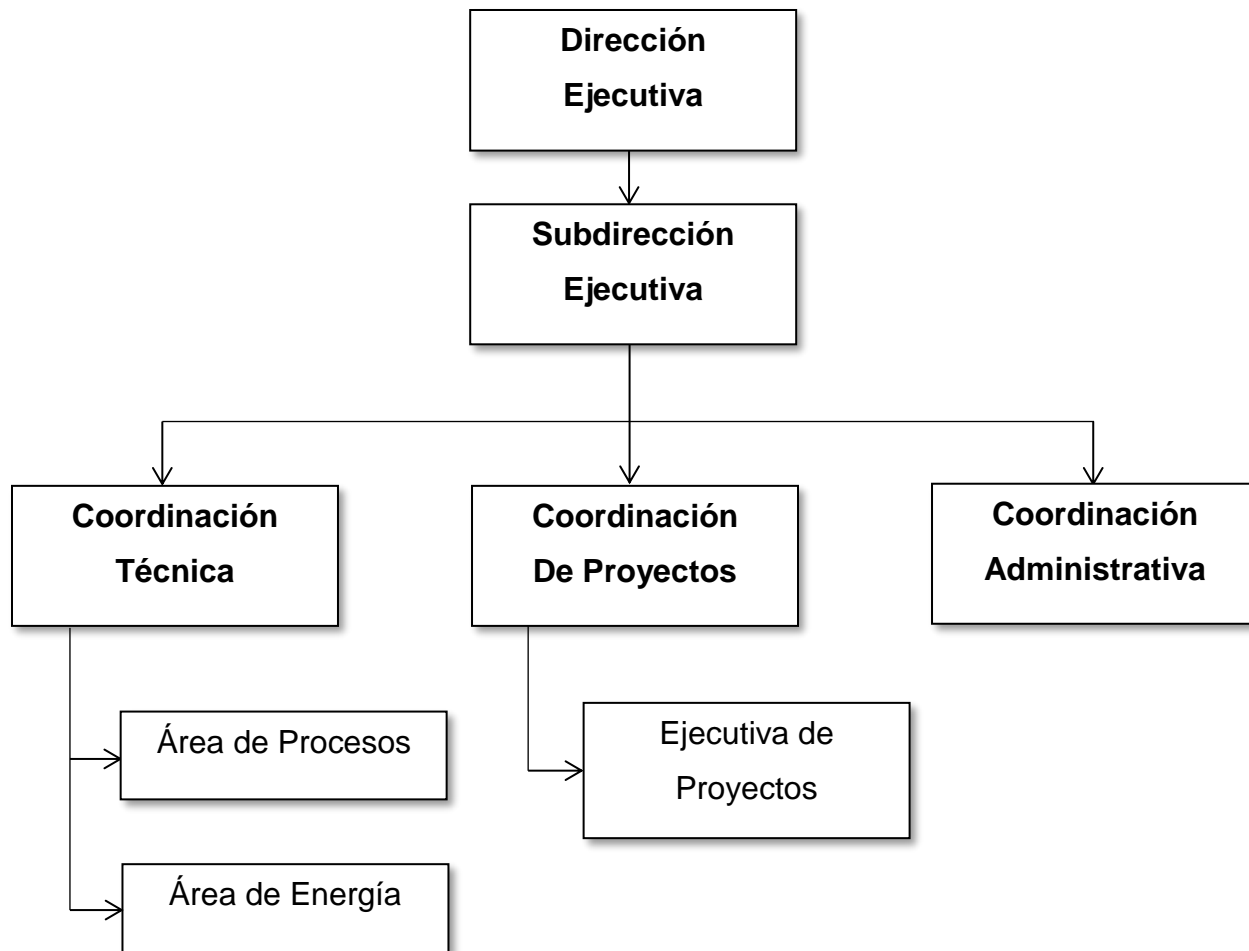 Dirección
Ejecutiva
Subdirección
Ejecutiva
Coordinación
Técnica
Coordinación
De Proyectos
Coordinación
Administrativa
Área de Procesos
Ejecutiva de
Proyectos
Área de Energía